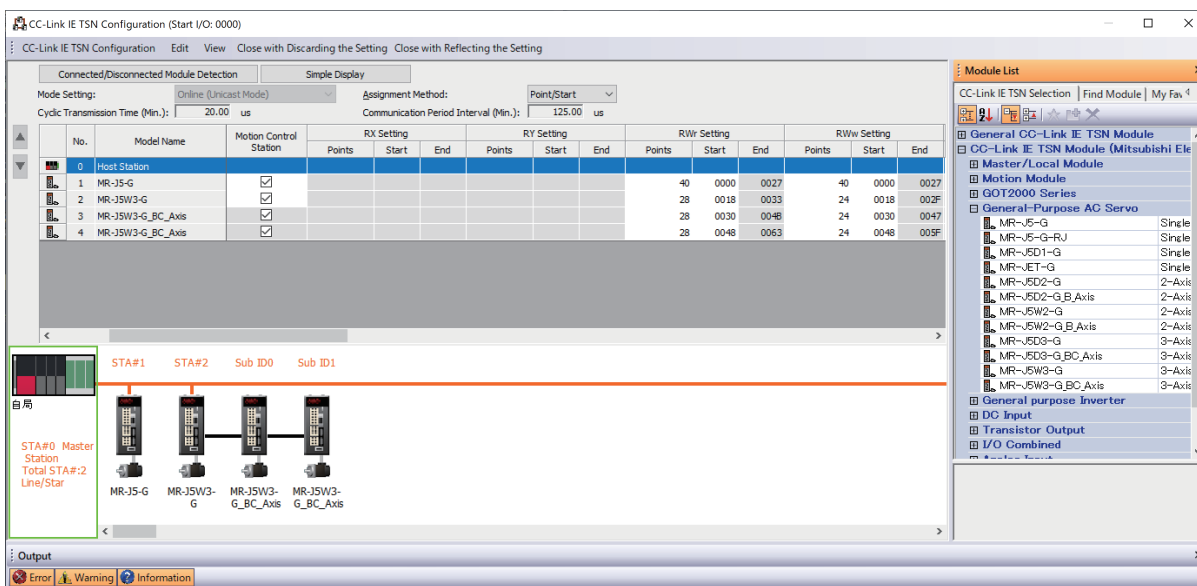 CC-Link IE TSN Configuration (Start I/O: 0000)
CC-Link IE TSN Configuration Edit View Close with Discarding the Setting Close with Reflecting the Setting
Connected/Disconnected Module Detection Simple Display
Mode Setting: Online (Unicast Mode) Assignment Method: Point/Start
Cyclic Transmission Time (Min.): 20.00 us Communication Period Interval (Min.): 125.00 us
No. Model Name Motion Control Station RX Setting RY Setting RWr Setting RWw Setting
Points Start End Points Start End Points Start End Points Start End
0 Host Station
1 MR-J5-G 40 0000 0027 40 0000 0027
2 MR-J5W3-G 28 0018 0033 24 0018 002F
3 MR-J5W3-G_BC_Axis 28 0030 004B 24 0030 0047
4 MR-J5W3-G_BC_Axis 28 0048 0063 24 0048 005F
STA#1 STA#2 Sub ID0 Sub ID1
自局
STA#0 Master
Station
Total STA#:2
Line/Star
MR-J5-G MR-J5W3-G MR-J5W3-G_BC_Axis MR-J5W3-G_BC_Axis
Module List
CC-Link IE TSN Selection Find Module My Fav
General CC-Link IE TSN Module
CC-Link IE TSN Module (Mitsubishi Ele
Master/Local Module
Motion Module
GOT2000 Series
General-Purpose AC Servo
MR-J5-G Single
MR-J5-G-RJ Single
MR-J5D1-G Single
MR-JET-G Single
MR-J5D2-G 2-Axis
MR-J5D2-G_B_Axis 2-Axis
MR-J5W2-G 2-Axis
MR-J5W2-G_B_Axis 2-Axis
MR-J5D3-G 3-Axis
MR-J5D3-G_BC_Axis 3-Axis
MR-J5W3-G 3-Axis
MR-J5W3-G_BC_Axis 3-Axis
General purpose Inverter
DC Input
Transistor Output
I/O Combined
Output
Error Warning Information